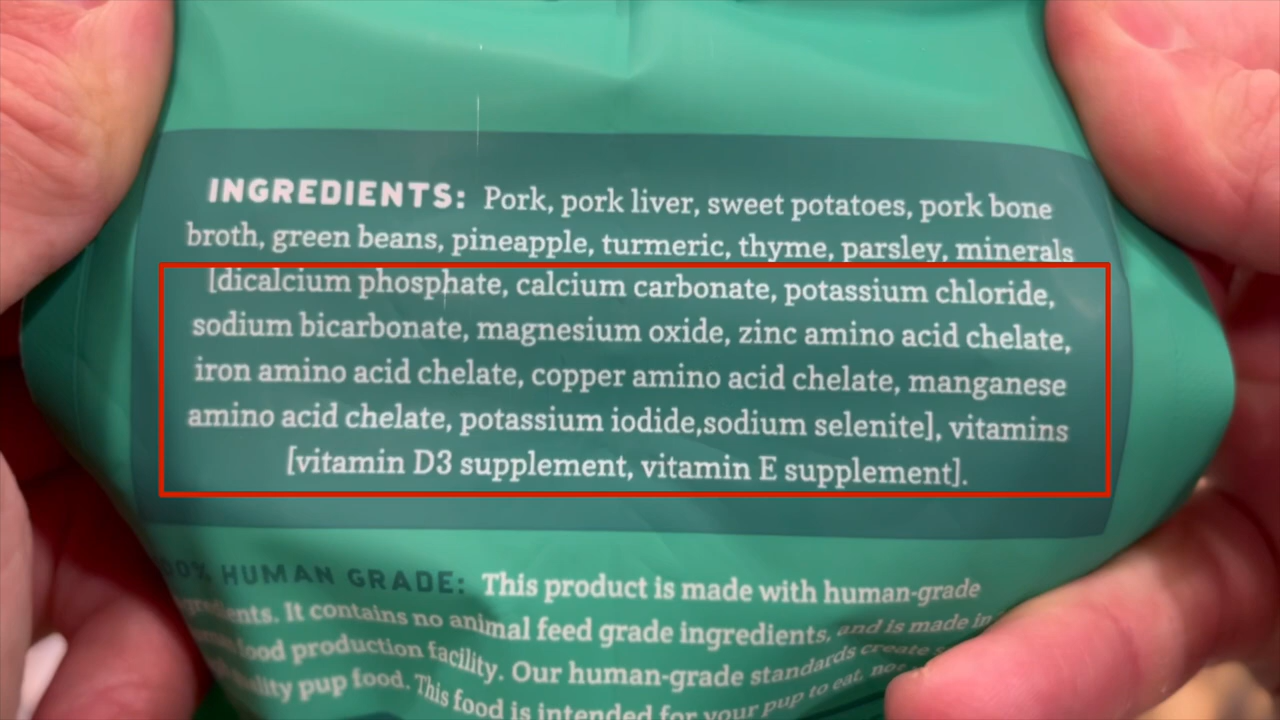 INGREDIENTS: Pork, pork liver, sweet potatoes, pork bone
broth, green beans, pineapple, turmeric, thyme, parsley, minerals
[dicalcium phosphate, calcium carbonate, potassium chloride,
sodium bicarbonate, magnesium oxide, zinc amino acid chelate,
iron amino acid chelate, copper amino acid chelate, manganese
amino acid chelate, potassium iodide,sodium selenite], vitamins
[vitamin D3 supplement, vitamin E supplement].
HUMAN GRADE: This product is made with human-grade
It contains no animal feed grade ingredients, and is made in
food production facility. Our human-grade standards create
pup food. This food is intended for your pup to eat, not